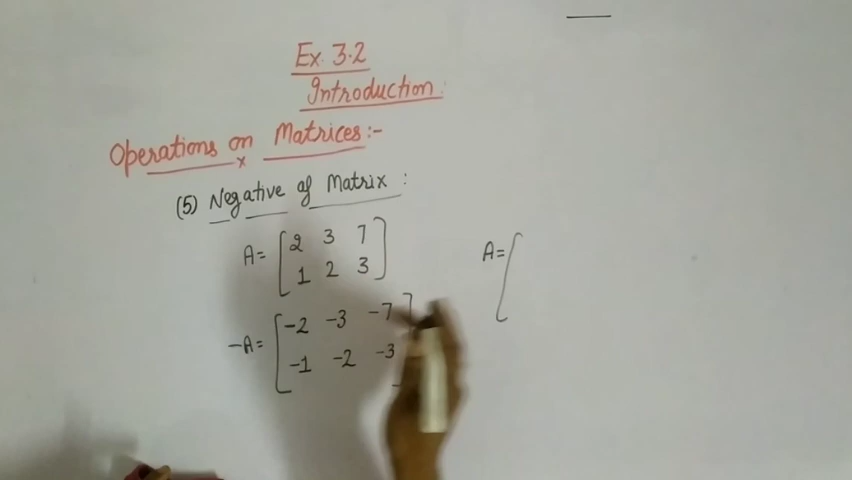 Ex. 3.2
Introduction:
Operations on Matrices:-
x
(5) Negative of Matrix:
A= [2 3 7
1 2 3]
-A= [-2 -3 -7
-1 -2 -3]
A= [